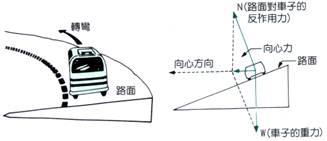 轉彎
路面
N(路面對車子的
反作用力)
向心力
向心方向
路面
W(車子的重力)